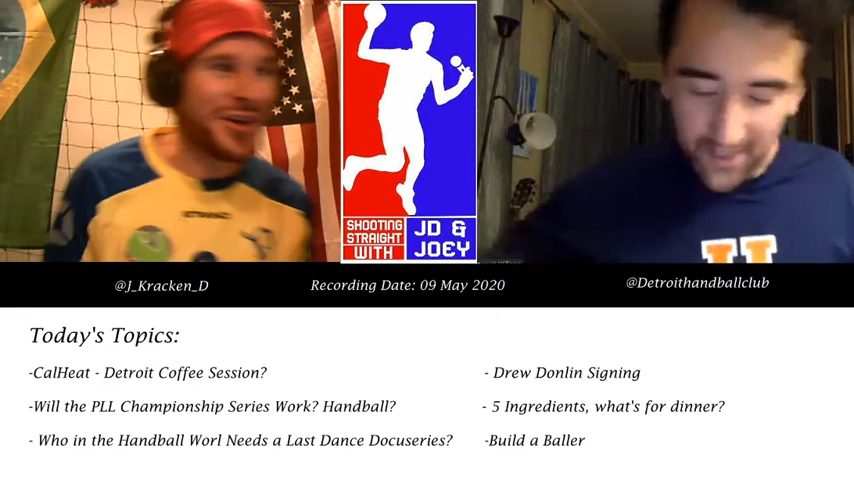 SHOOTING
STRAIGHT
WITH
JD &
JOEY
@J_Kracken_D
Recording Date: 09 May 2020
@Detroithandballclub
Today's Topics:
-CalHeat - Detroit Coffee Session?
- Drew Donlin Signing
-Will the PLL Championship Series Work? Handball?
- 5 Ingredients, what's for dinner?
- Who in the Handball Worl Needs a Last Dance Docuseries?
-Build a Baller